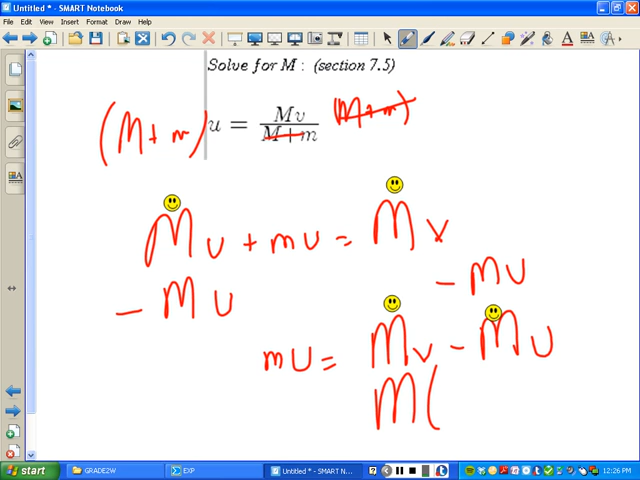 Untitled * - SMART Notebook
File Edit View Insert Format Draw Help
Solve for M : (section 7.5)
(M + m) u = Mv / M + m (M + m)
Mu + mu = Mv
- Mu - Mu
mu = Mv - Mu
M (
start GRADE2W EXP Untitled * - SMART N... 12:26 PM